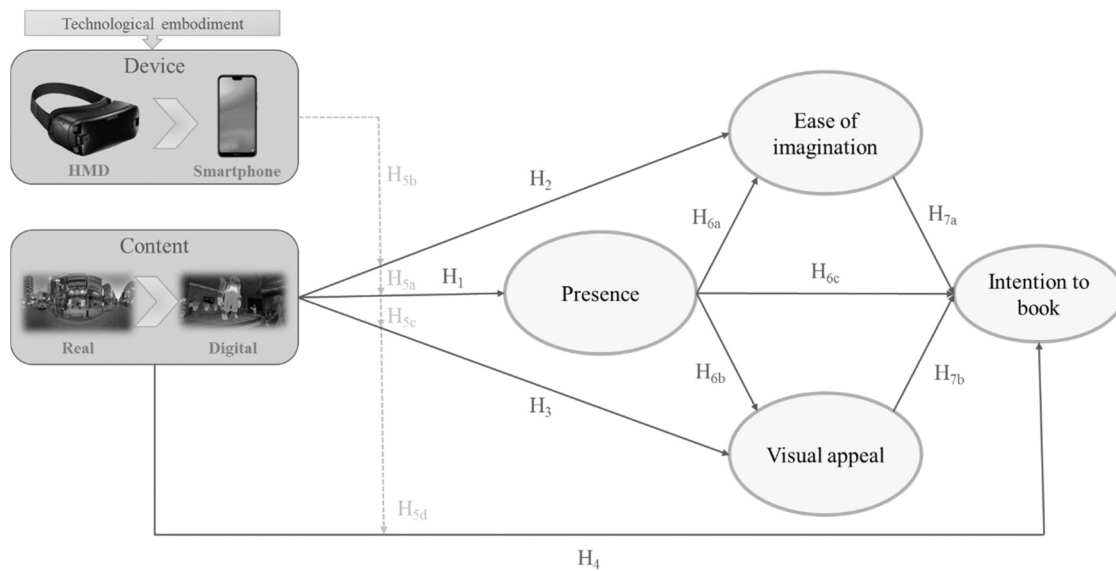 Technological embodiment
Device
HMD
Smartphone
Ease of
imagination
H5b
H2
H6a
H7a
Content
H5a
H1
Presence
H6c
Intention to
book
H5c
Real
Digital
H6b
H7b
H3
Visual appeal
H5d
H4